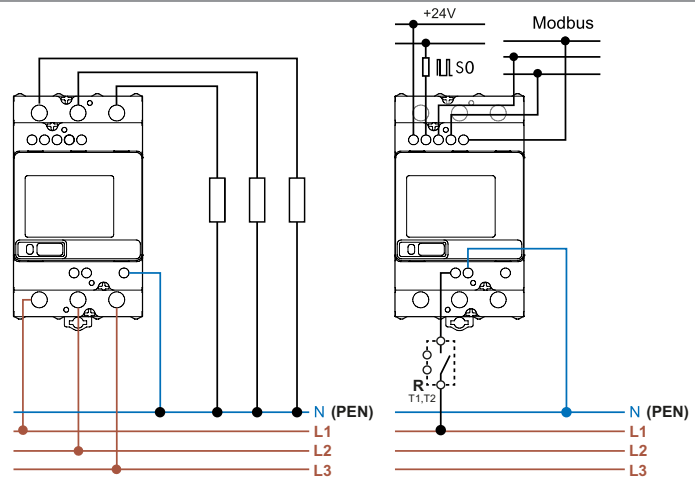 +24V
Modbus
S0
R
T1,T2
N (PEN)
L1
L2
L3
N (PEN)
L1
L2
L3